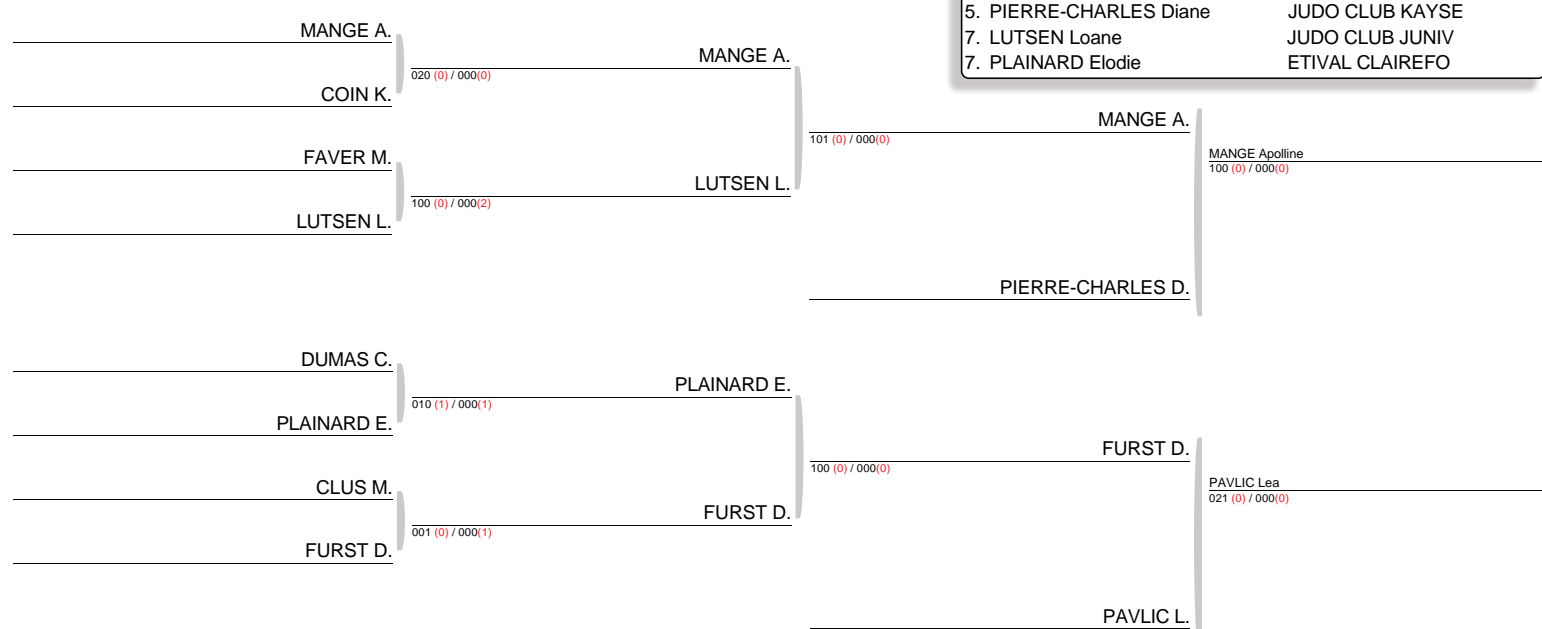 5. PIERRE-CHARLES Diane JUDO CLUB KAYSE
7. LUTSEN Loane JUDO CLUB JUNIV
7. PLAINARD Elodie ETIVAL CLAIREFO
MANGE A.
COIN K.
FAVER M.
LUTSEN L.
DUMAS C.
PLAINARD E.
CLUS M.
FURST D.
MANGE A.
020 (0) / 000(0)
LUTSEN L.
100 (0) / 000(2)
PLAINARD E.
010 (1) / 000(1)
FURST D.
001 (0) / 000(1)
MANGE A.
101 (0) / 000(0)
PIERRE-CHARLES D.
FURST D.
100 (0) / 000(0)
PAVLIC L.
MANGE Apolline
100 (0) / 000(0)
PAVLIC Lea
021 (0) / 000(0)